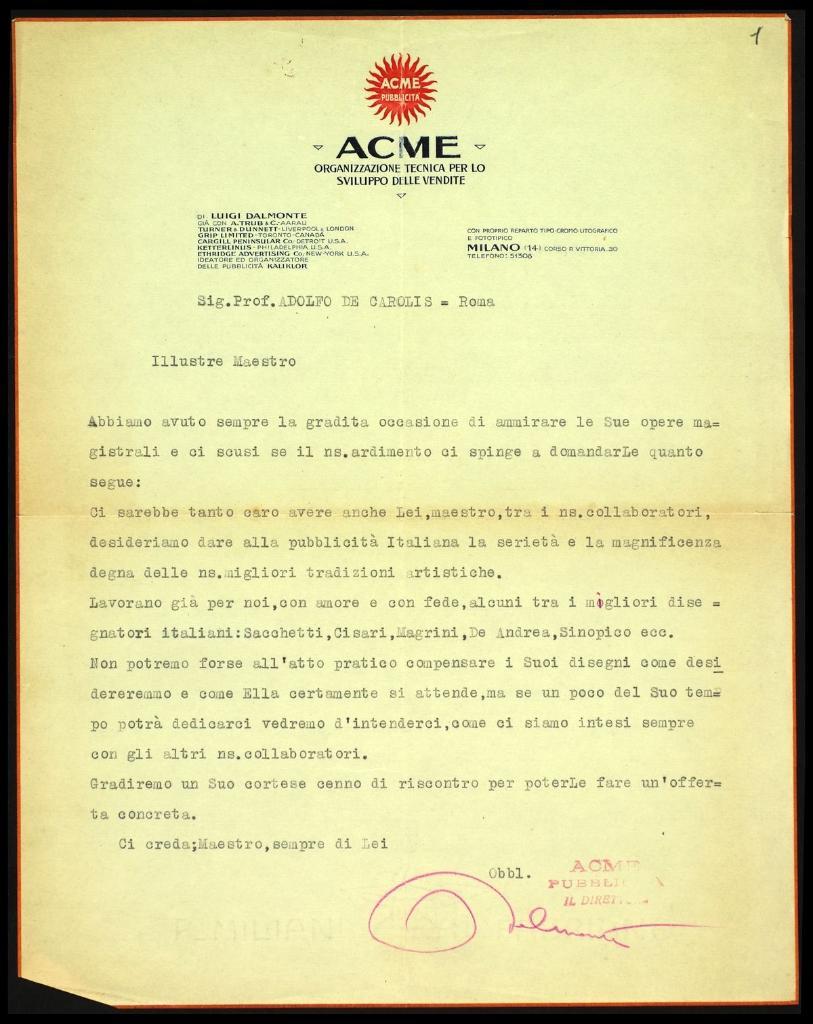 1
ACME
PUBBLICITÀ
ACME
ORGANIZZAZIONE TECNICA PER LO
SVILUPPO DELLE VENDITE
DI LUIGI DALMONTE
GIÀ CON A. TRUB & C. AARAU
TURNER & DUNNETT - LIVERPOOL & LONDON
GRIP LIMITED - TORONTO - CANADA
CARGILL PENINSULAR Co. DETROIT U.S.A.
KETTERLINUS - PHILADELPHIA U.S.A.
ETHRIDGE ADVERTISING Co. NEW-YORK U.S.A.
IDEATORE ED ORGANIZZATORE
DELLE PUBBLICITÀ KALIKLOR
CON PROPRIO REPARTO TIPO-CROMO LITOGRAFICO
E FOTOTIPICO
MILANO (14) CORSO P. VITTORIA, 30
TELEFONO: 51306
Sig.Prof.ADOLFO DE CAROLIS = Roma
Illustre Maestro
Abbiamo avuto sempre la gradita occasione di ammirare le Sue opere ma=
gistrali e ci scusi se il ns.ardimento ci spinge a domandarLe quanto
segue:
Ci sarebbe tanto caro avere anche Lei,maestro,tra i ns.collaboratori,
desideriamo dare alla pubblicità Italiana la serietà e la magnificenza
degna delle ns.migliori tradizioni artistiche.
Lavorano già per noi,con amore e con fede,alcuni tra i migliori dise =
gnatori italiani:Sacchetti,Cisari,Magrini,De Andrea,Sinopico ecc.
Non potremo forse all'atto pratico compensare i Suoi disegni come desi
dereremmo e come Ella certamente si attende,ma se un poco del Suo tem=
po potrà dedicarci vedremo d'intenderci,come ci siamo intesi sempre
con gli altri ns.collaboratori.
Gradiremo un Suo cortese cenno di riscontro per poterLe fare un'offer=
ta concreta.
Ci creda;Maestro,sempre di Lei
Obbl.
ACME
PUBBLI A
IL DIRET
Dalmonte